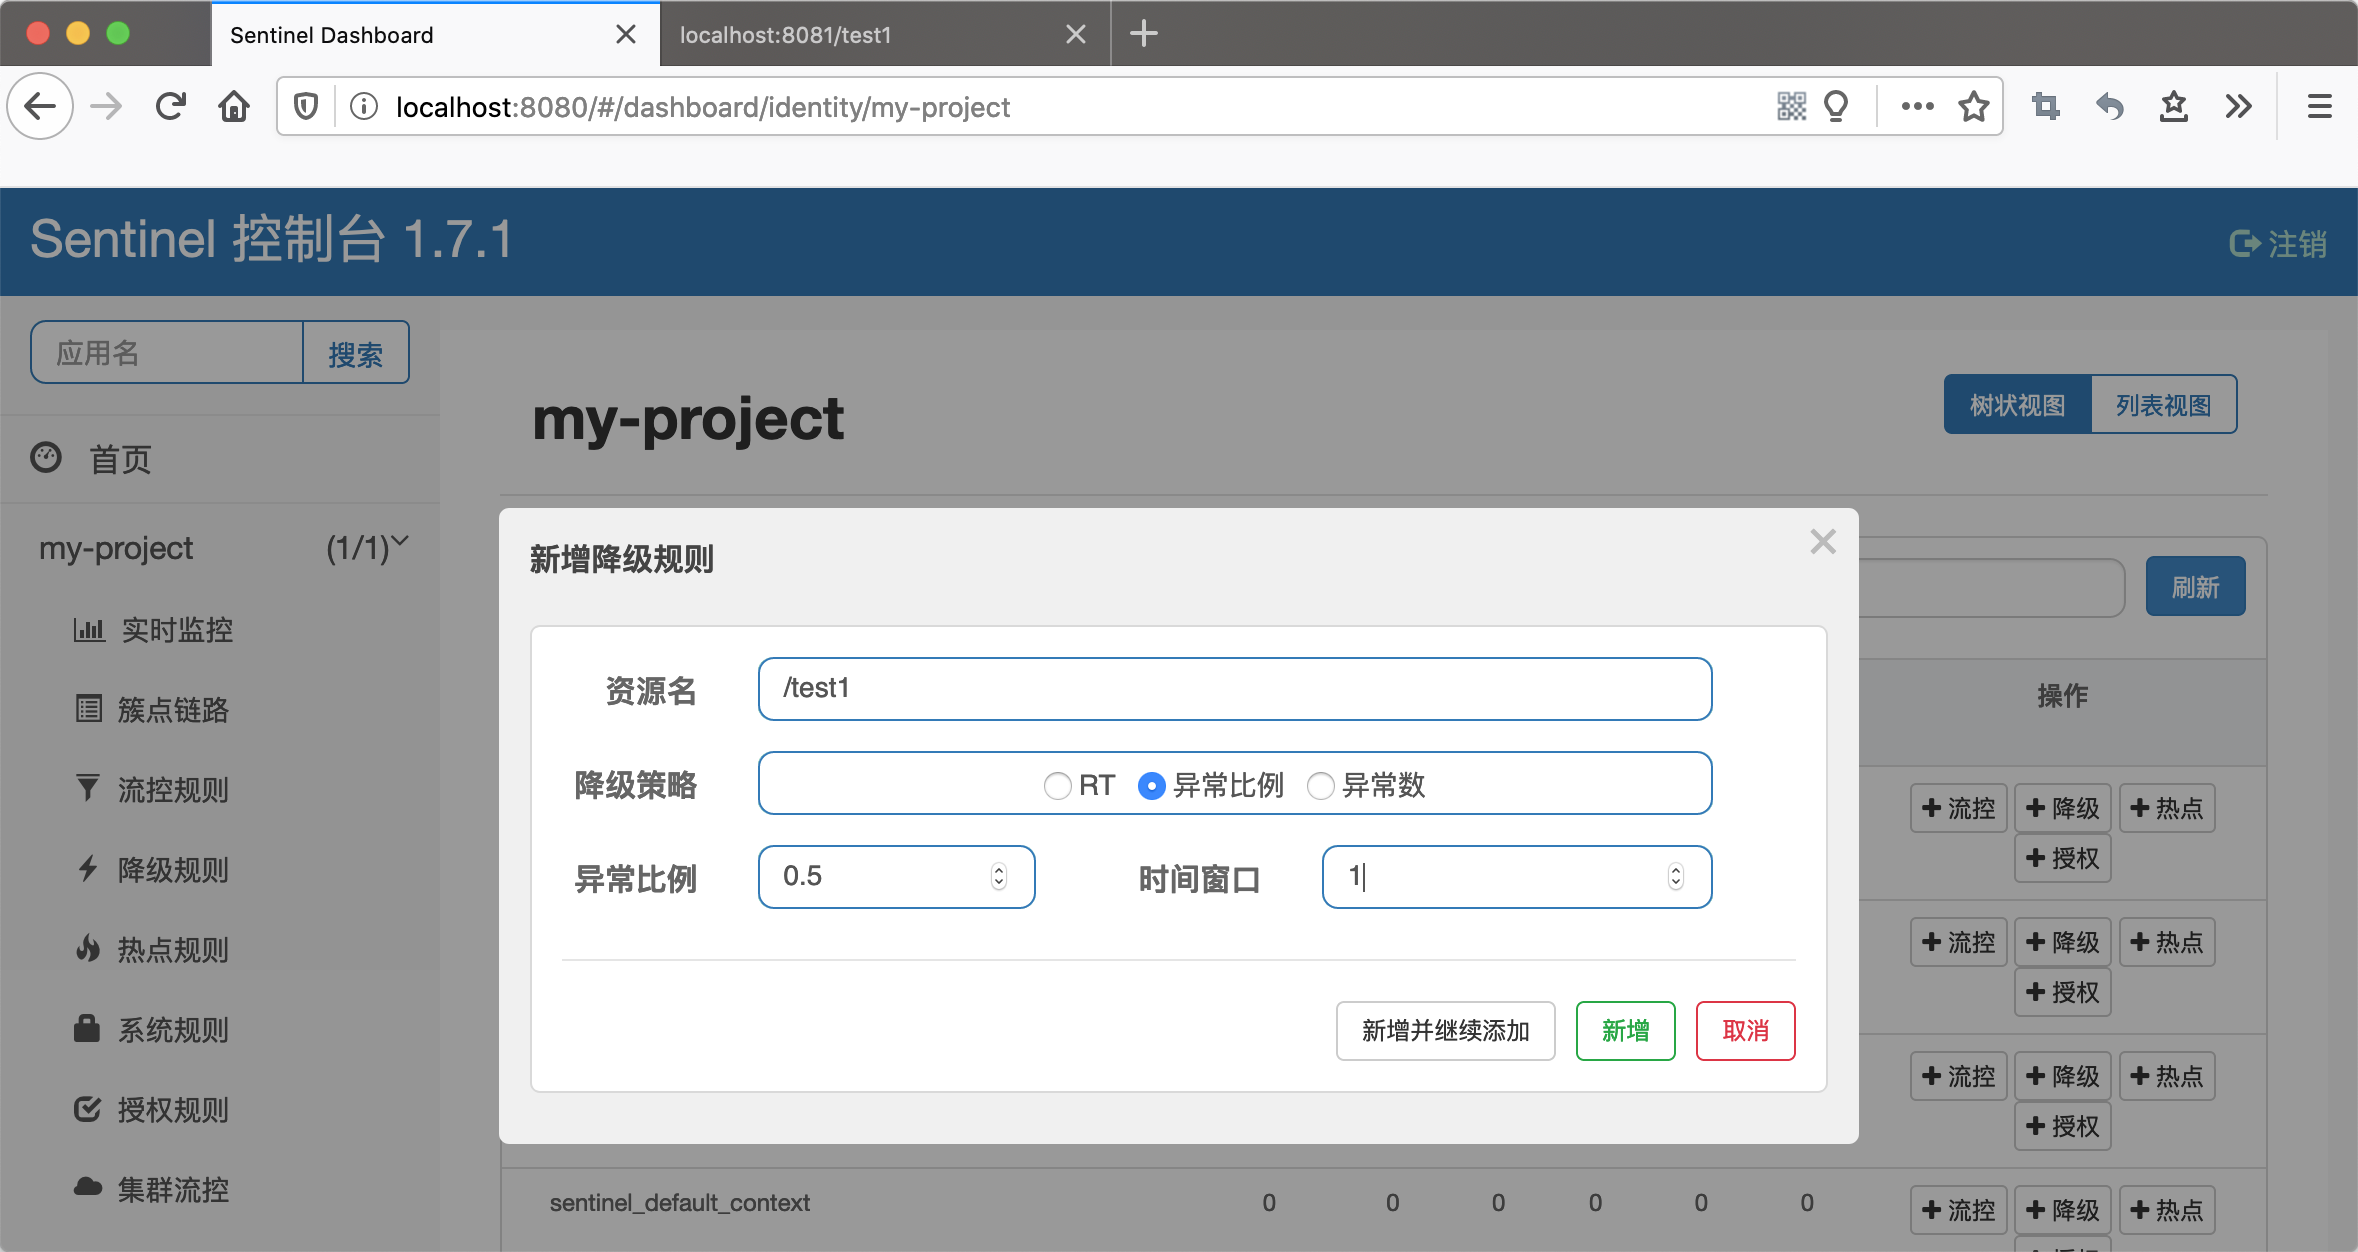 Sentinel Dashboard
localhost:8081/test1
localhost:8080/#/dashboard/identity/my-project
Sentinel 控制台 1.7.1
注销
应用名
搜索
首页
my-project (1/1)
实时监控
簇点链路
流控规则
降级规则
热点规则
系统规则
授权规则
集群流控
my-project
树状视图
列表视图
刷新
操作
新增降级规则
资源名 /test1
降级策略 RT 异常比例 异常数
异常比例 0.5 时间窗口 1
新增并继续添加 新增 取消
流控 降级 热点
授权
流控 降级 热点
授权
流控 降级 热点
授权
sentinel_default_context 0 0 0 0 0 0
流控 降级 热点